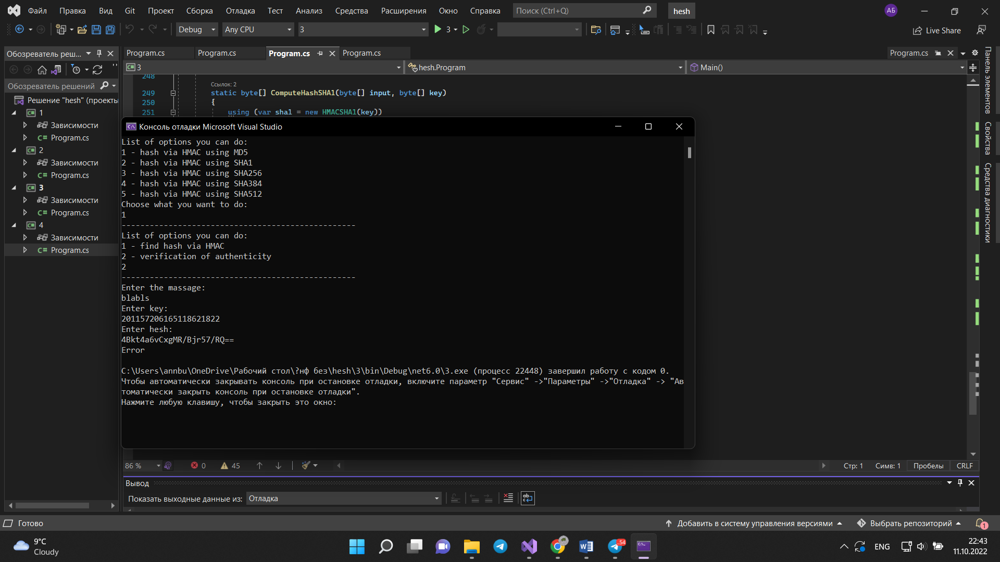 Файл Правка Вид Git Проект Сборка Отладка Тест Анализ Средства Расширения Окно Справка Поиск (Ctrl+Q) hesh АБ
Debug Any CPU 3 3 Live Share
Обозреватель реш... Program.cs Program.cs Program.cs Program.cs Program.cs
C# 3 hesh.Program Main()
Обозреватель решений
Решение "hesh" (проекты
C# 1
Зависимости
C# Program.cs
C# 2
Зависимости
C# Program.cs
C# 3
Зависимости
C# Program.cs
C# 4
Зависимости
C# Program.cs
248
Ссылок: 2
249 static byte[] ComputeHashSHA1(byte[] input, byte[] key)
250 {
251 using (var sha1 = new HMACSHA1(key))
Консоль отладки Microsoft Visual Studio
List of options you can do:
1 - hash via HMAC using MD5
2 - hash via HMAC using SHA1
3 - hash via HMAC using SHA256
4 - hash via HMAC using SHA384
5 - hash via HMAC using SHA512
Choose what you want to do:
1
--------------------------------------------------
List of options you can do:
1 - find hash via HMAC
2 - verification of authenticity
2
--------------------------------------------------
Enter the massage:
blabls
Enter key:
201157206165118621822
Enter hesh:
4Bkt4a6vCxgMR/Bjr57/RQ==
Error
C:\Users\annbu\OneDrive\Рабочий стол\?нф без\hesh\3\bin\Debug\net6.0\3.exe (процесс 22448) завершил работу с кодом 0.
Чтобы автоматически закрывать консоль при остановке отладки, включите параметр "Сервис" ->"Параметры" ->"Отладка" -> "Ав
томатически закрыть консоль при остановке отладки".
Нажмите любую клавишу, чтобы закрыть это окно:
Панель элементов
Свойства
Средства диагностики
86 % 0 45 Стр: 1 Симв: 1 Пробелы CRLF
Вывод
Показать выходные данные из: Отладка
Готово Добавить в систему управления версиями Выбрать репозиторий 1
9°C
Cloudy
54
ENG
22:43
11.10.2022